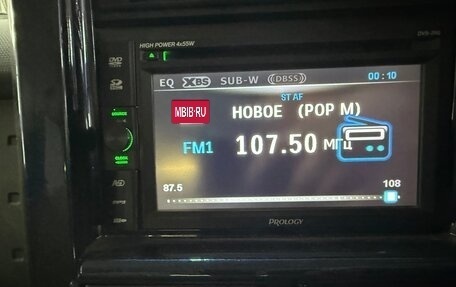 HIGH POWER 4x55W
DVD
EQ XBS SUB-W ((DBSS)) 00:10
ST AF
MBIB·RU НОВОЕ (POP M)
SOURCE
FM1 107.50 МГц
CLOCK
87.5 108
PROLOGY